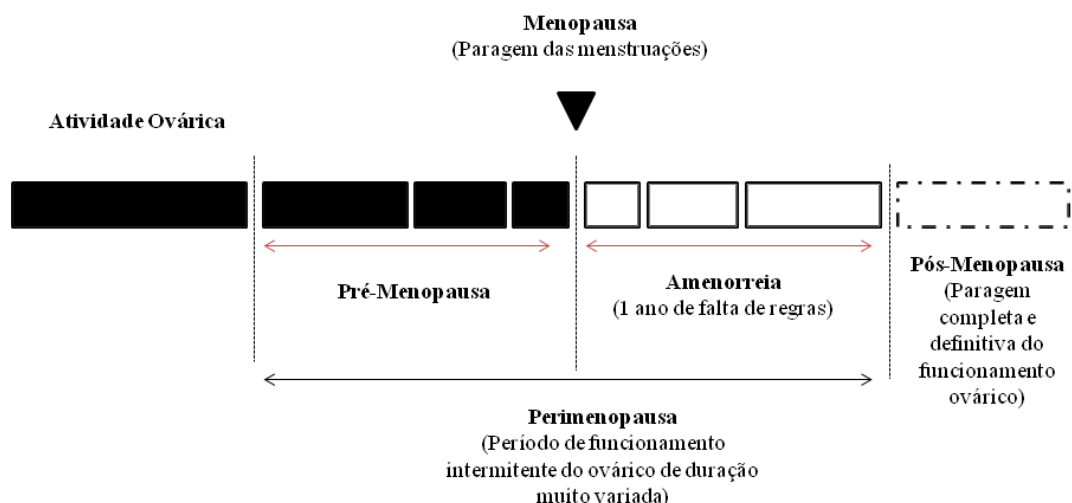 Menopausa
(Paragem das menstruações)
Atividade Ovárica
Pré-Menopausa
Amenorreia
(1 ano de falta de regras)
Pós-Menopausa
(Paragem
completa e
definitiva do
funcionamento
ovárico)
Perimenopausa
(Período de funcionamento
intermitente do ovárico de duração
muito variada)